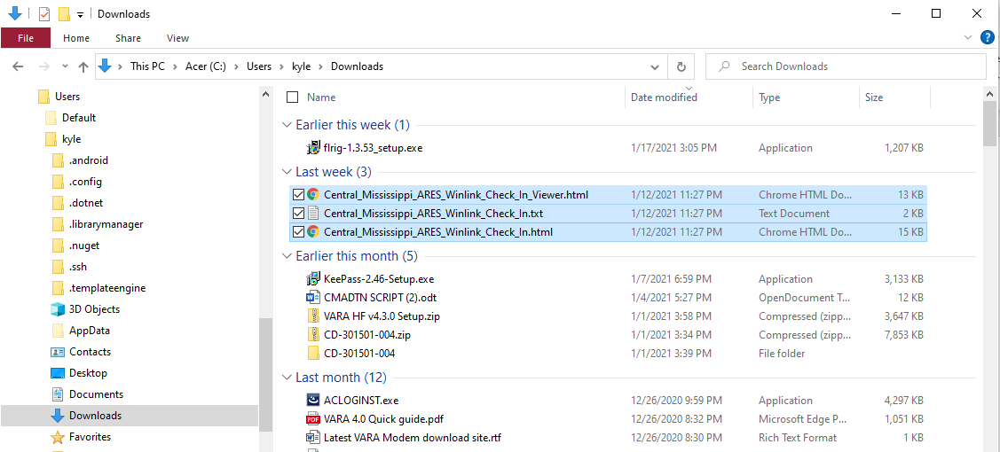 Downloads
File Home Share View
This PC > Acer (C:) > Users > kyle > Downloads
Search Downloads
Users
Default
kyle
.android
.config
.dotnet
.librarymanager
.nuget
.ssh
.templateengine
3D Objects
AppData
Contacts
Desktop
Documents
Downloads
Favorites
Name Date modified Type Size
Earlier this week (1)
flrig-1.3.53_setup.exe 1/17/2021 3:05 PM Application 1,207 KB
Last week (3)
Central_Mississippi_ARES_Winlink_Check_In_Viewer.html 1/12/2021 11:27 PM Chrome HTML Do... 13 KB
Central_Mississippi_ARES_Winlink_Check_In.txt 1/12/2021 11:27 PM Text Document 2 KB
Central_Mississippi_ARES_Winlink_Check_In.html 1/12/2021 11:27 PM Chrome HTML Do... 15 KB
Earlier this month (5)
KeePass-2.46-Setup.exe 1/7/2021 6:59 PM Application 3,133 KB
CMADTN SCRIPT (2).odt 1/4/2021 5:27 PM OpenDocument T... 12 KB
VARA HF v4.3.0 Setup.zip 1/1/2021 3:58 PM Compressed (zipp... 3,647 KB
CD-301501-004.zip 1/1/2021 3:34 PM Compressed (zipp... 7,853 KB
CD-301501-004 1/1/2021 3:39 PM File folder
Last month (12)
ACLOGINST.exe 12/26/2020 9:59 PM Application 4,297 KB
PDF VARA 4.0 Quick guide.pdf 12/26/2020 8:32 PM Microsoft Edge P... 1,051 KB
Latest VARA Modem download site.rtf 12/26/2020 8:30 PM Rich Text Format 1 KB